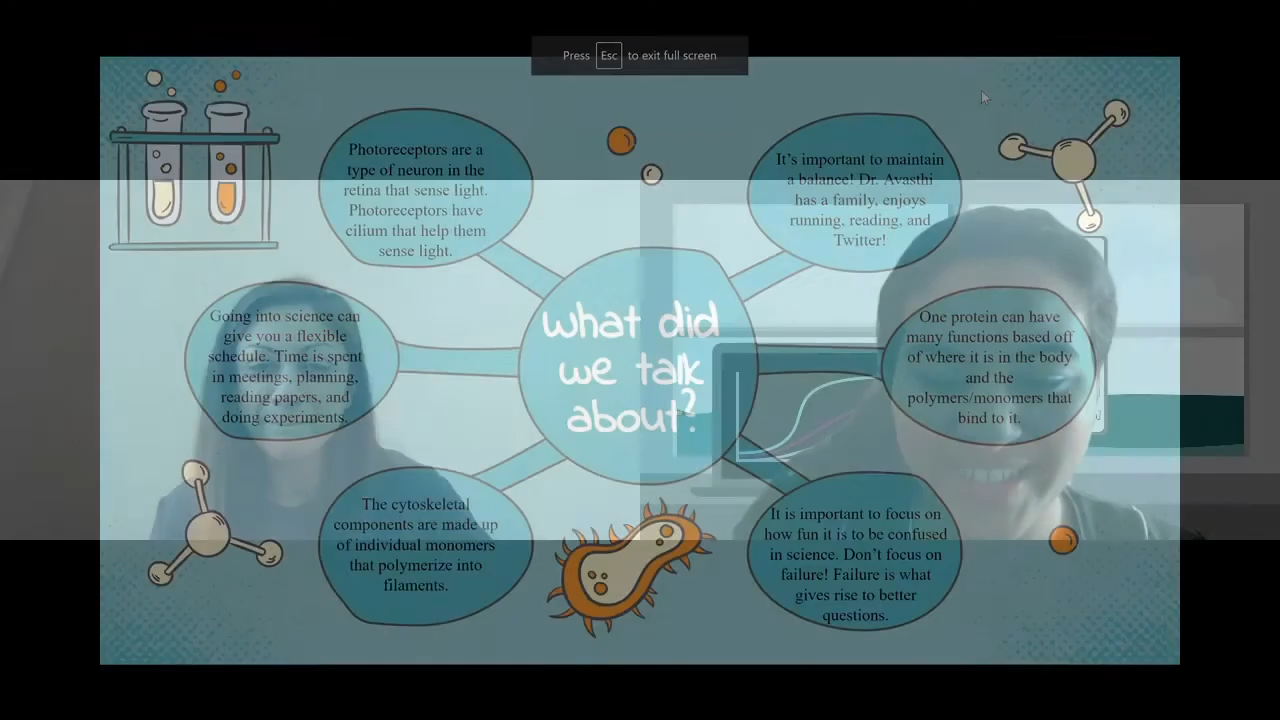 Press Esc to exit full screen
Photoreceptors are a
type of neuron in the
retina that sense light.
Photoreceptors have
cilium that help them
sense light.
It's important to maintain
a balance! Dr. Avasthi
has a family, enjoys
running, reading, and
Twitter!
Going into science can
give you a flexible
schedule. Time is spent
in meetings, planning,
reading papers, and
doing experiments.
what did
we talk
about?
One protein can have
many functions based off
of where it is in the body
and the
polymers/monomers that
bind to it.
The cytoskeletal
components are made up
of individual monomers
that polymerize into
filaments.
It is important to focus on
how fun it is to be confused
in science. Don't focus on
failure! Failure is what
gives rise to better
questions.